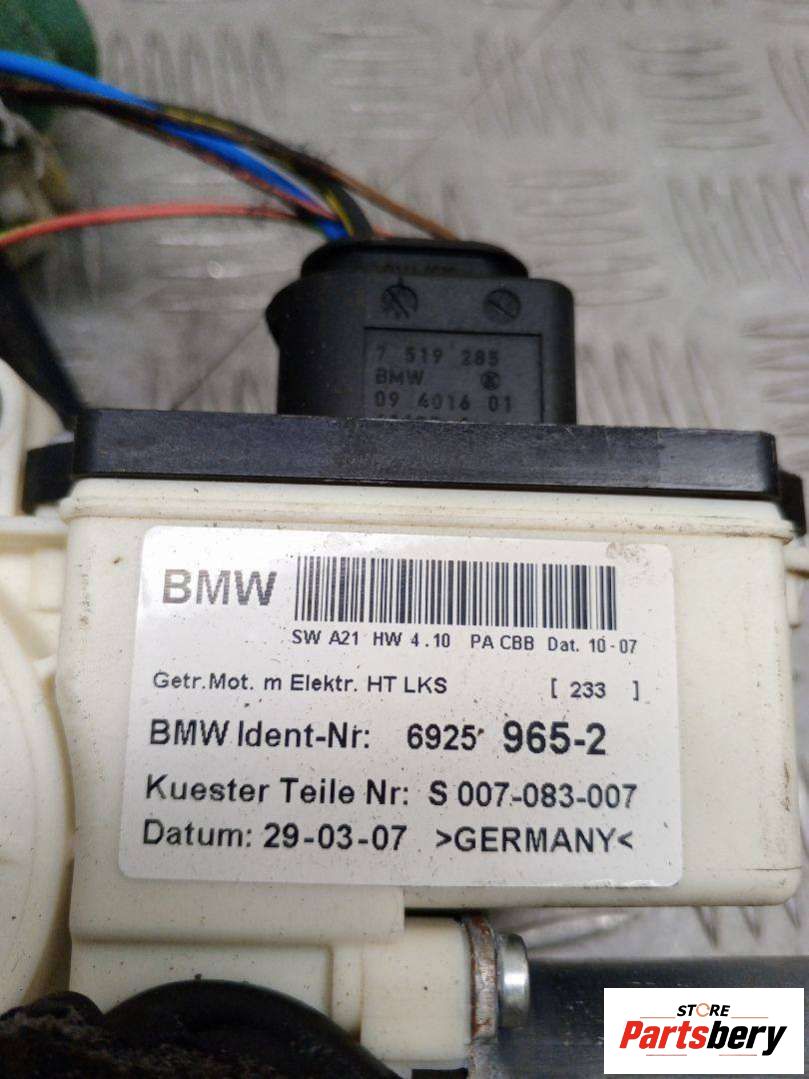 7 519 285
BMW
09 4016 01
BMW
SW A21 HW 4.10 PA CBB Dat. 10-07
Getr.Mot. m Elektr. HT LKS [ 233 ]
BMW Ident-Nr: 6925 965-2
Kuester Teile Nr: S 007-083-007
Datum: 29-03-07 >GERMANY<
STORE
Partsbery